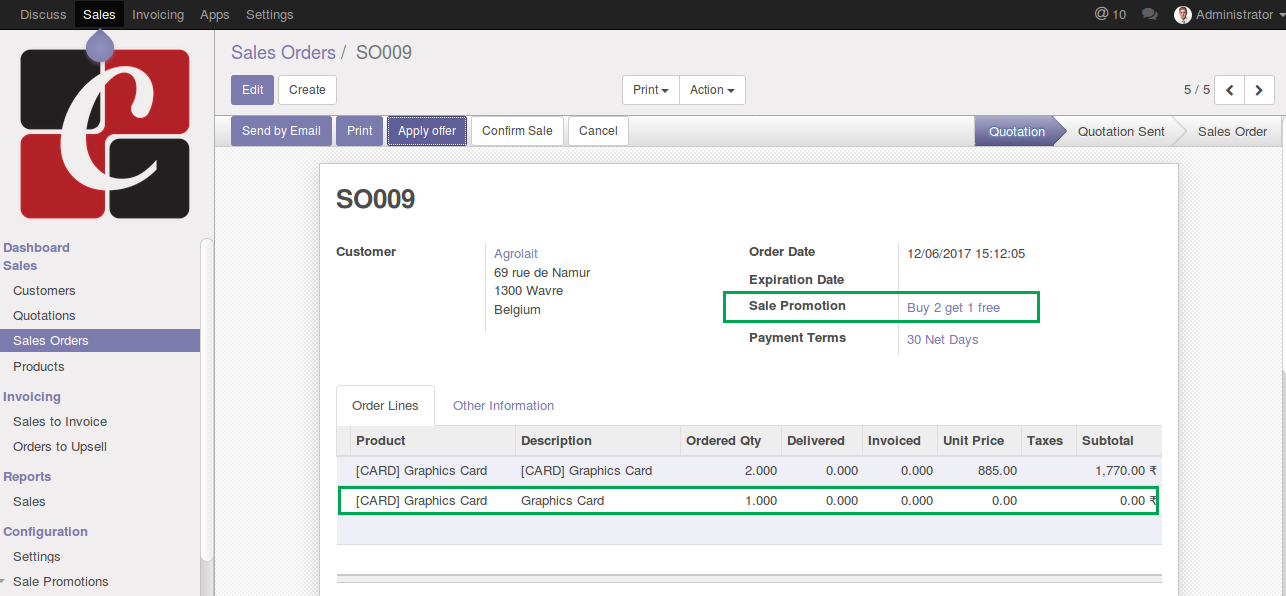 Discuss Sales Invoicing Apps Settings @ 10 Administrator
Sales Orders / SO009
Edit Create Print Action 5 / 5
Send by Email Print Apply offer Confirm Sale Cancel Quotation Quotation Sent Sales Order
C
Dashboard
Sales
Customers
Quotations
Sales Orders
Products
Invoicing
Sales to Invoice
Orders to Upsell
Reports
Sales
Configuration
Settings
Sale Promotions
SO009
Customer Agrolait
69 rue de Namur
1300 Wavre
Belgium
Order Date 12/06/2017 15:12:05
Expiration Date
Sale Promotion Buy 2 get 1 free
Payment Terms 30 Net Days
Order Lines Other Information
Product Description Ordered Qty Delivered Invoiced Unit Price Taxes Subtotal
[CARD] Graphics Card [CARD] Graphics Card 2.000 0.000 0.000 885.00 1,770.00 ₹
[CARD] Graphics Card Graphics Card 1.000 0.000 0.000 0.00 0.00 ₹